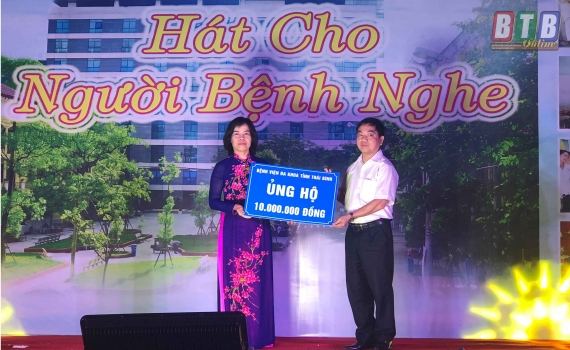 BTB
Online
Hát Cho
Người Bệnh Nghe
BỆNH VIỆN ĐA KHOA TỈNH THÁI BÌNH
ỦNG HỘ
10.000.000 ĐỒNG